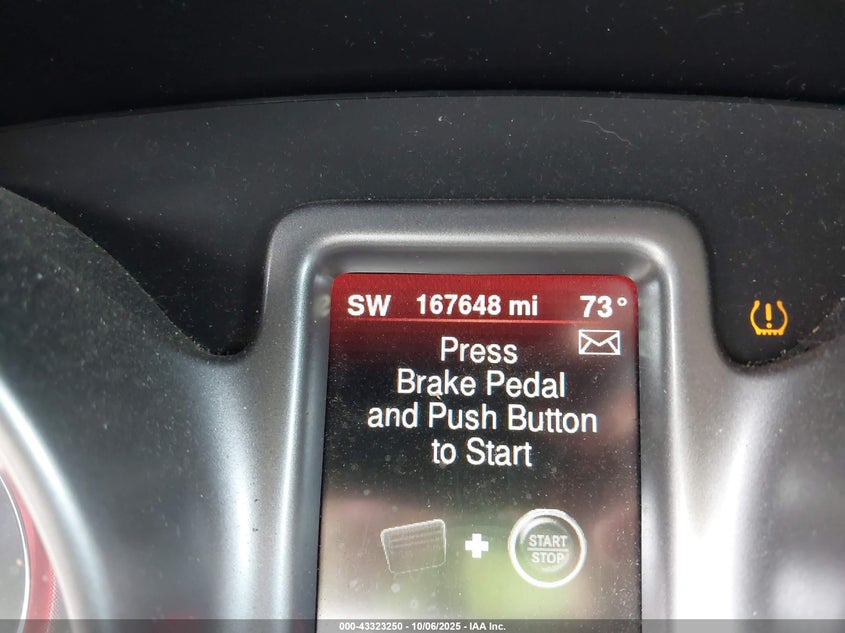 SW 167648 mi 73°
Press
Brake Pedal
and Push Button
to Start
START
STOP
000-43323250 - 10/06/2025 - IAA Inc.